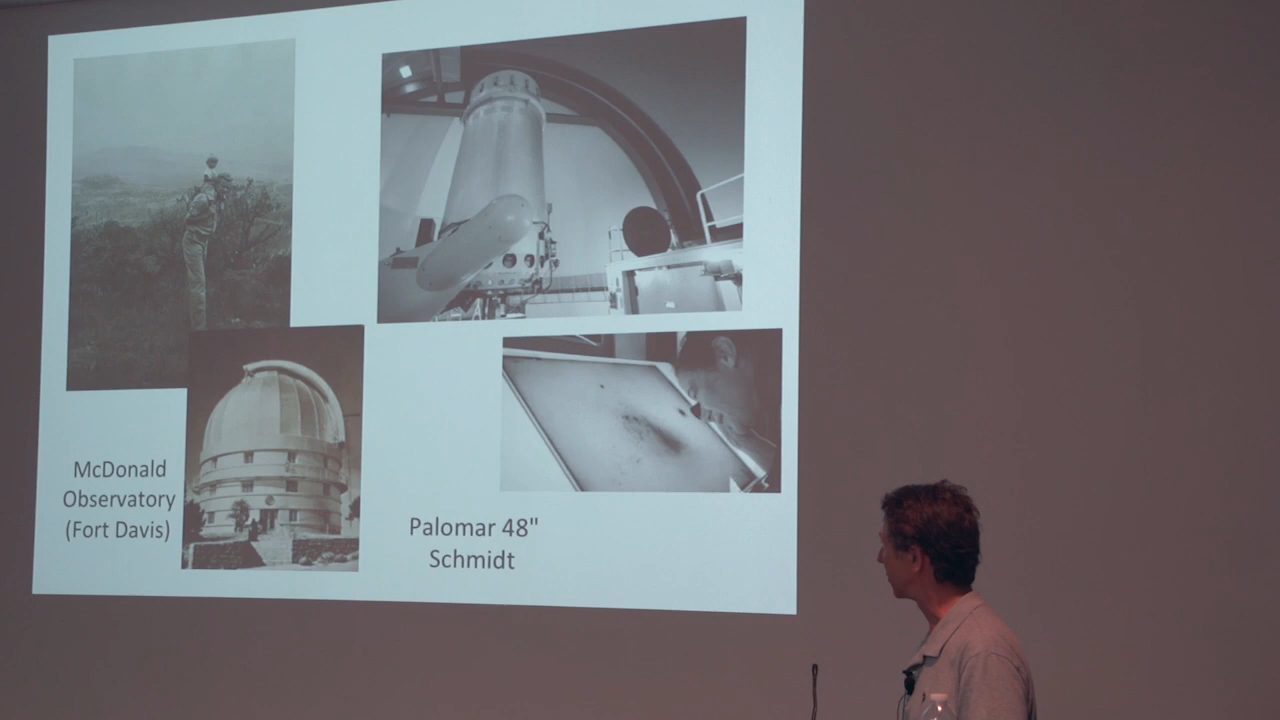 McDonald
Observatory
(Fort Davis)
Palomar 48"
Schmidt